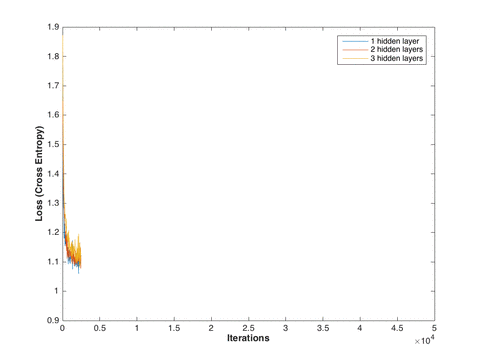 1.9
1.8
1.7
1.6
1.5
1.4
1.3
1.2
1.1
1
0.9
Loss (Cross Entropy)
1 hidden layer
2 hidden layers
3 hidden layers
0 0.5 1 1.5 2 2.5 3 3.5 4 4.5 5
Iterations
×10⁴